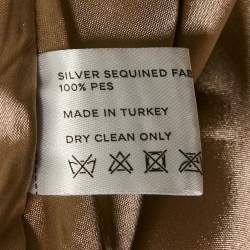 SILVER SEQUINED FAB
100% PES
MADE IN TURKEY
DRY CLEAN ONLY